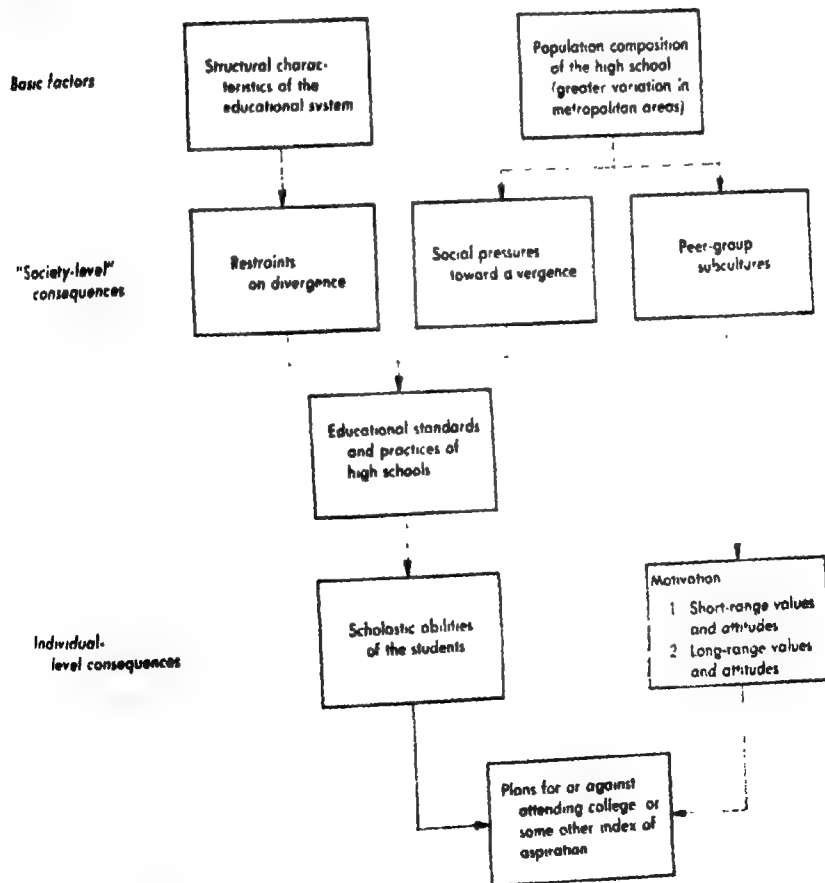 Basic factors
Structural charac-
teristics of the
educational system
Population composition
of the high school
(greater variation in
metropolitan areas)
"Society-level"
consequences
Restraints
on divergence
Social pressures
toward a vergence
Peer-group
subcultures
Educational standards
and practices of
high schools
Individual-
level consequences
Scholastic abilities
of the students
Motivation
1 Short-range values
and attitudes
2 Long-range values
and attitudes
Plans for or against
attending college or
some other index of
aspiration